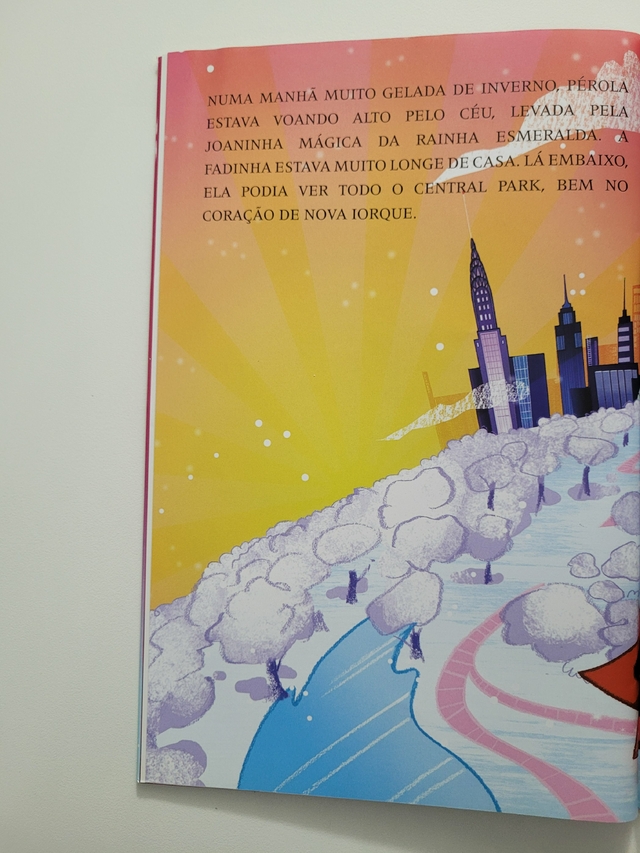 NUMA MANHÃ MUITO GELADA DE INVERNO, PÉROLA
ESTAVA VOANDO ALTO PELO CÉU, LEVADA PELA
JOANINHA MÁGICA DA RAINHA ESMERALDA. A
FADINHA ESTAVA MUITO LONGE DE CASA. LÁ EMBAIXO,
ELA PODIA VER TODO O CENTRAL PARK, BEM NO
CORAÇÃO DE NOVA IORQUE.